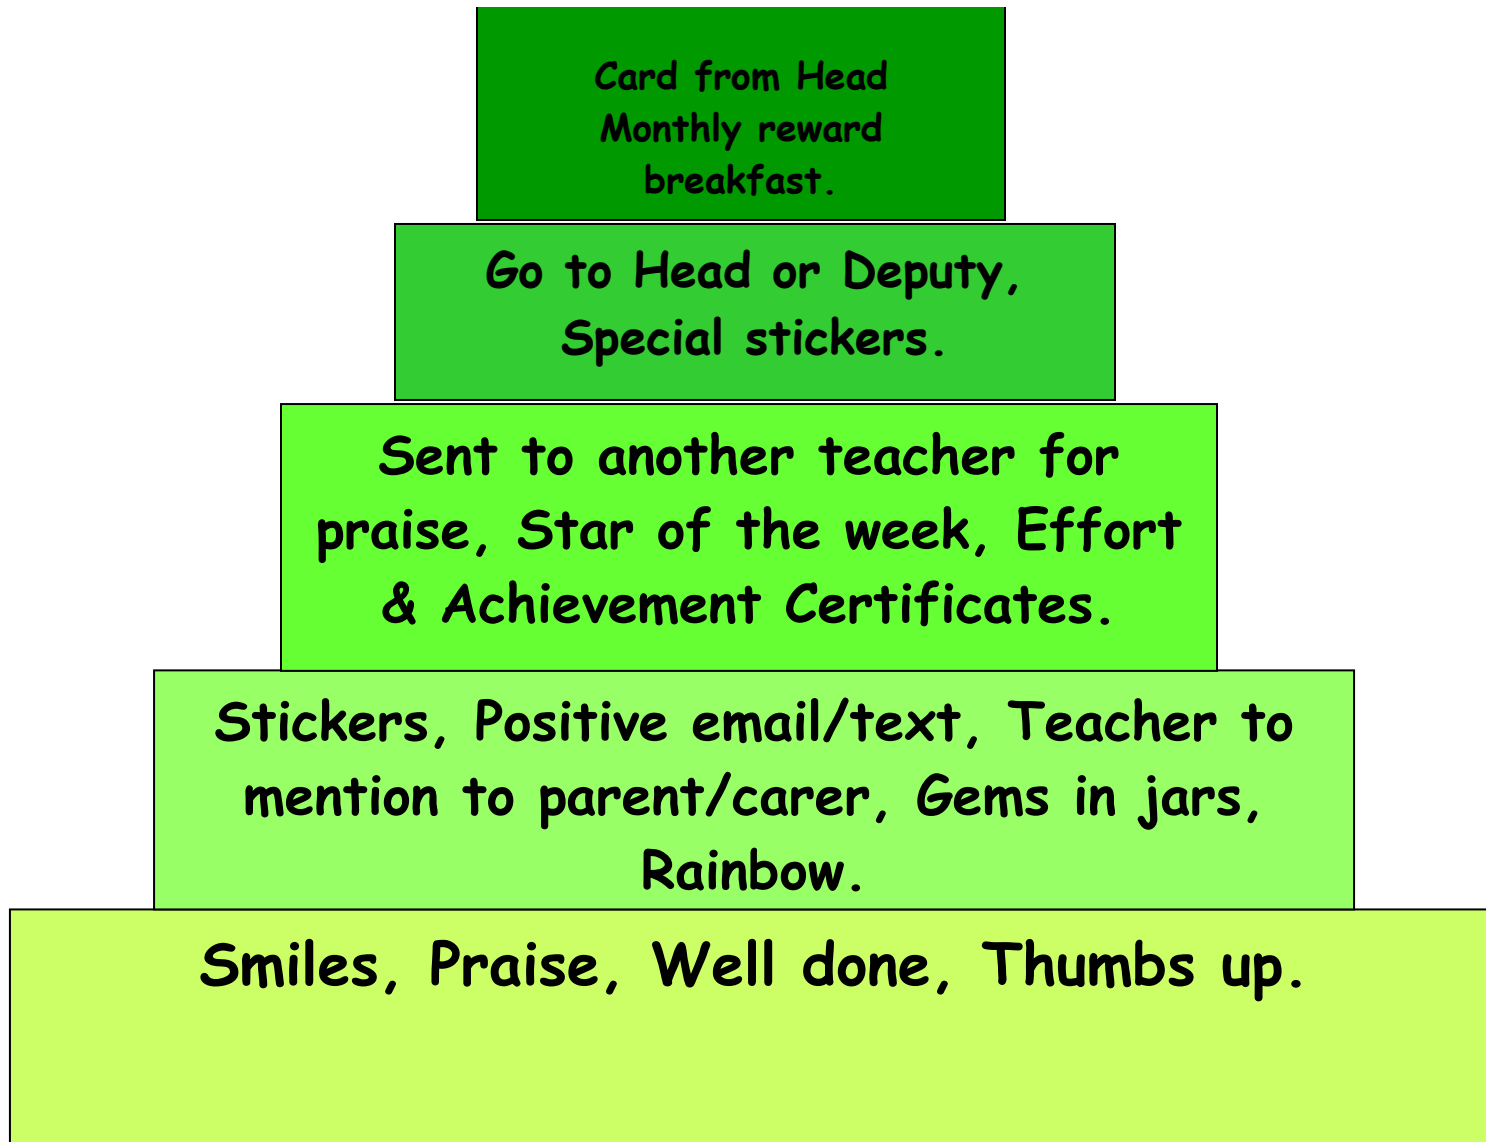 Card from Head
Monthly reward
breakfast.
Go to Head or Deputy,
Special stickers.
Sent to another teacher for
praise, Star of the week, Effort
& Achievement Certificates.
Stickers, Positive email/text, Teacher to
mention to parent/carer, Gems in jars,
Rainbow.
Smiles, Praise, Well done, Thumbs up.